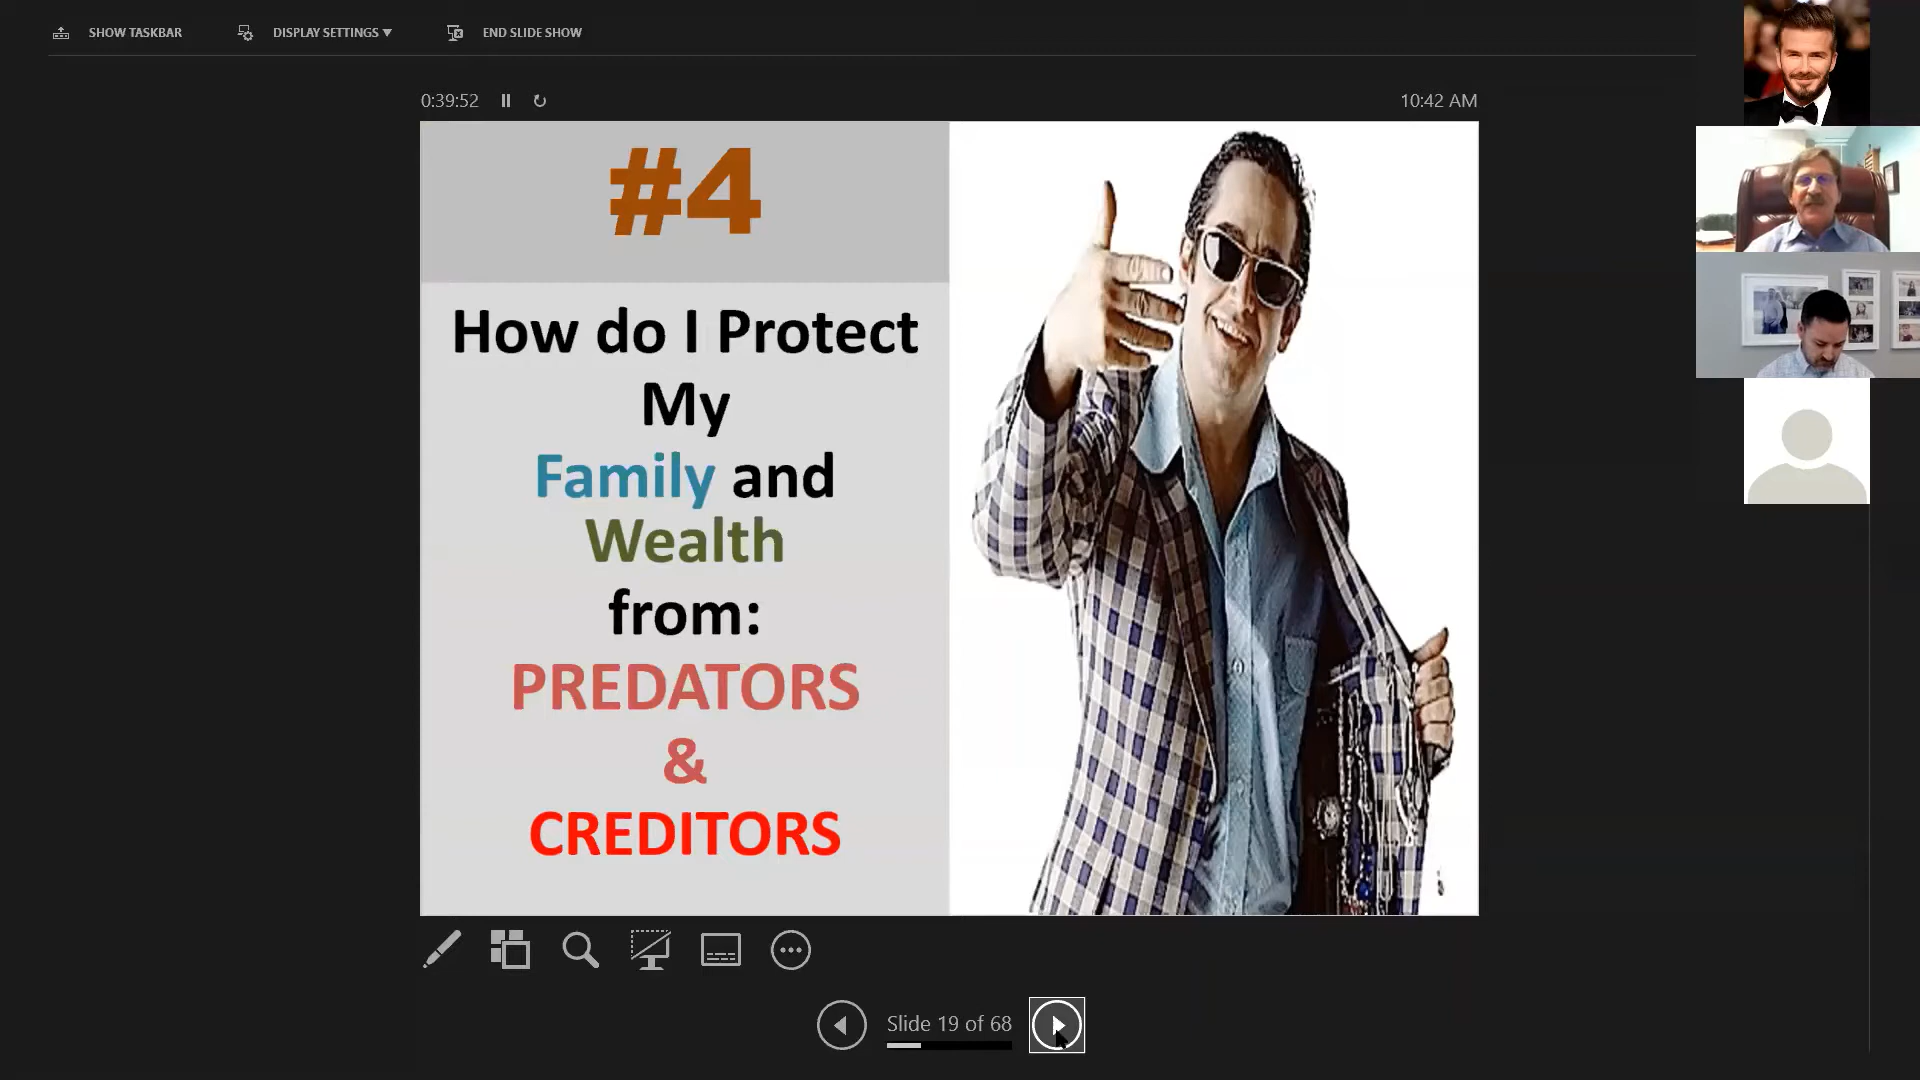 SHOW TASKBAR
DISPLAY SETTINGS ▼
END SLIDE SHOW
0:39:52
10:42 AM
#4
How do I Protect
My
Family and
Wealth
from:
PREDATORS
&
CREDITORS
Slide 19 of 68